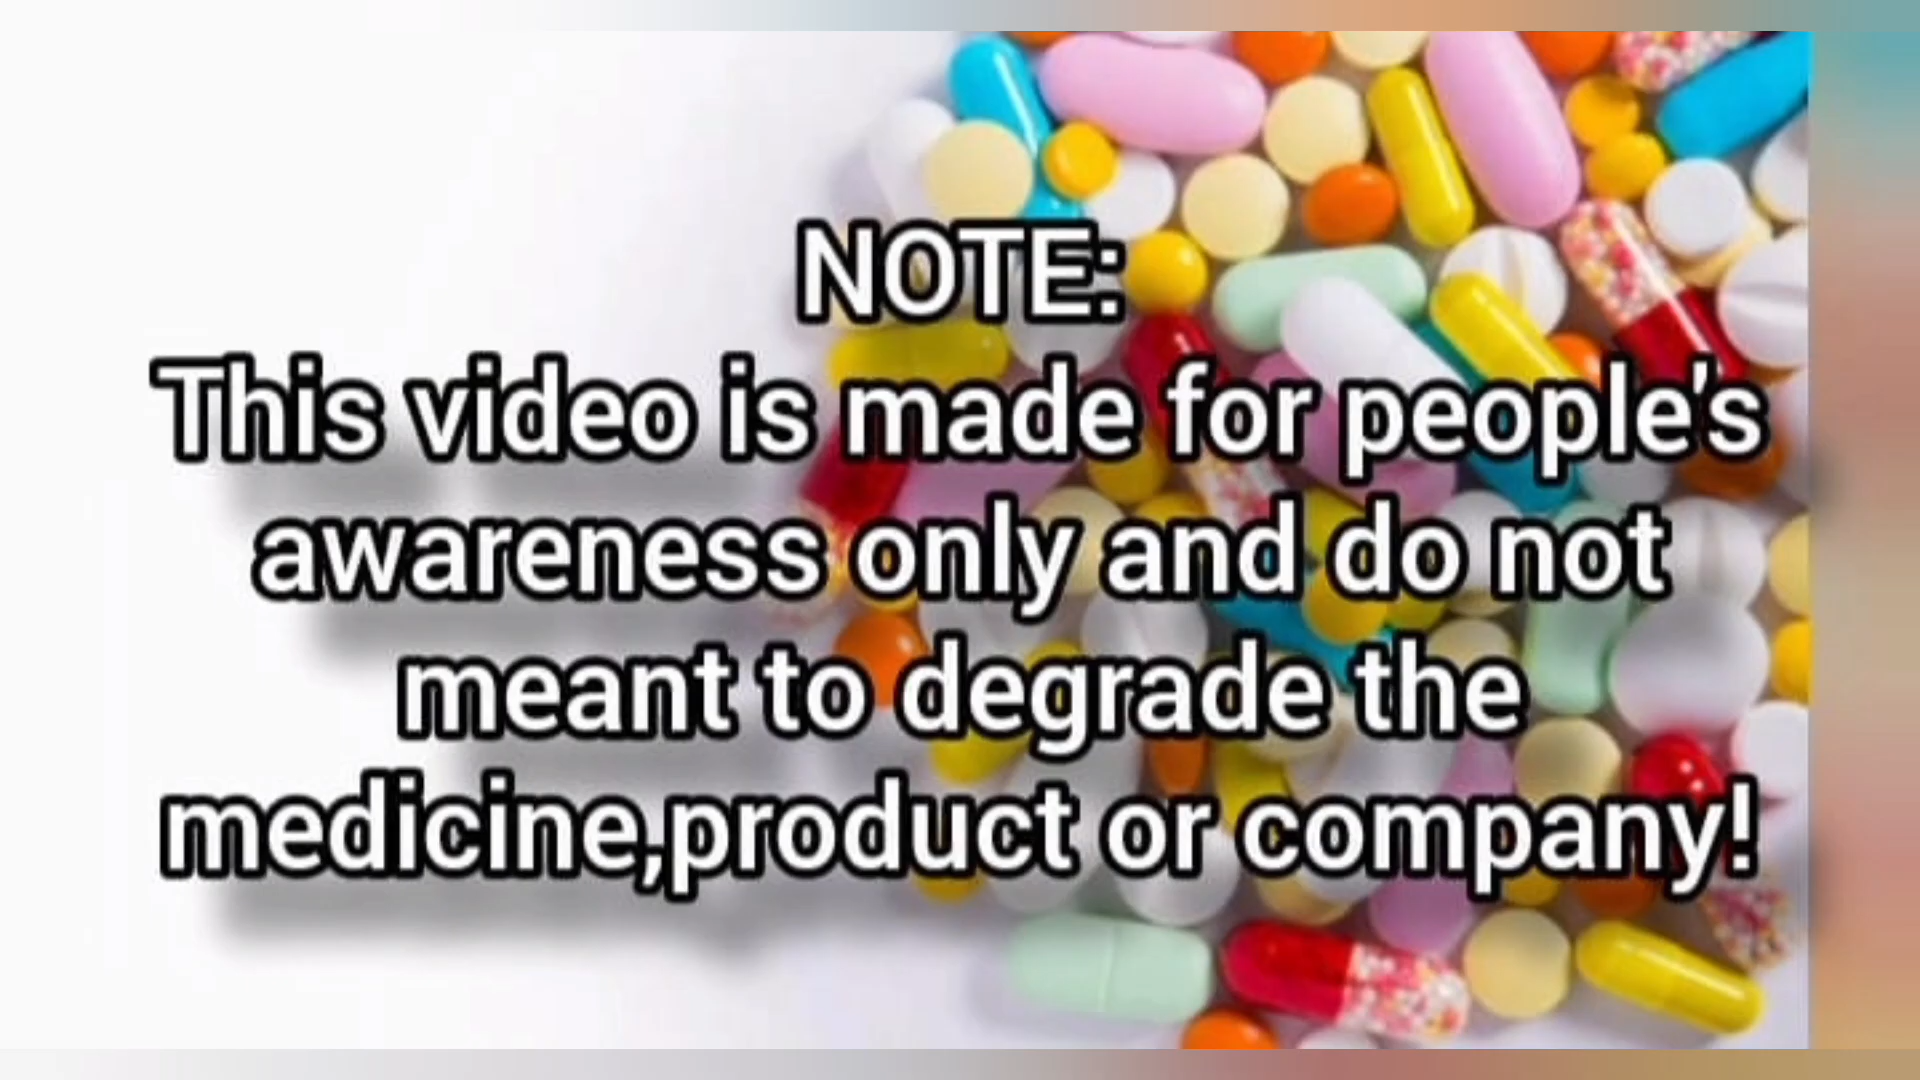 NOTE:
This video is made for people's
awareness only and do not
meant to degrade the
medicine,product or company!